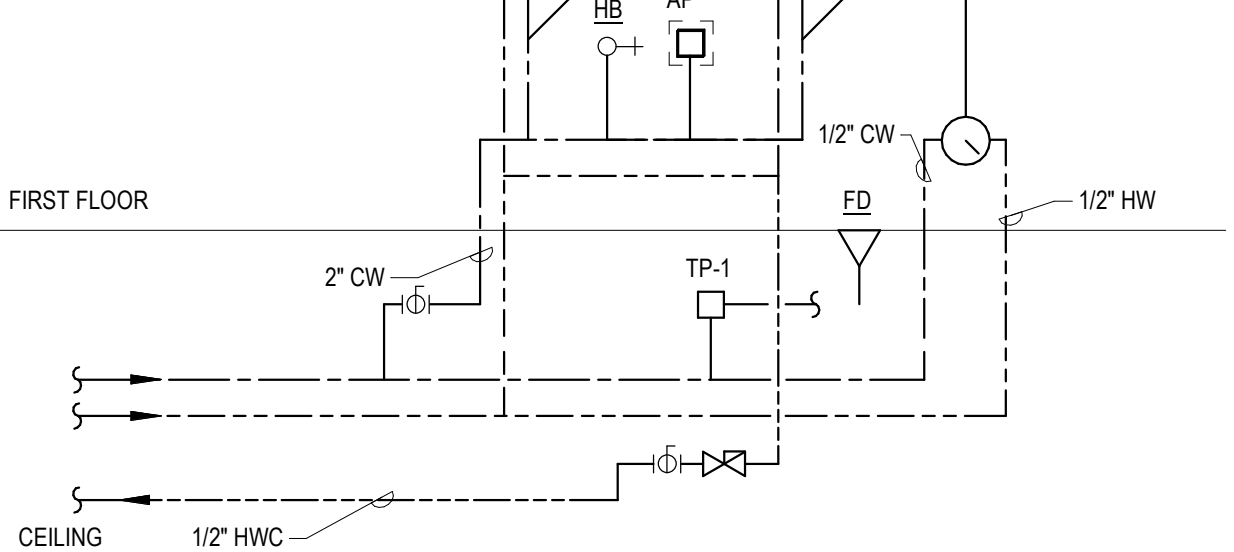 HB
AP
1/2" CW
FIRST FLOOR
FD
1/2" HW
2" CW
TP-1
CEILING
1/2" HWC